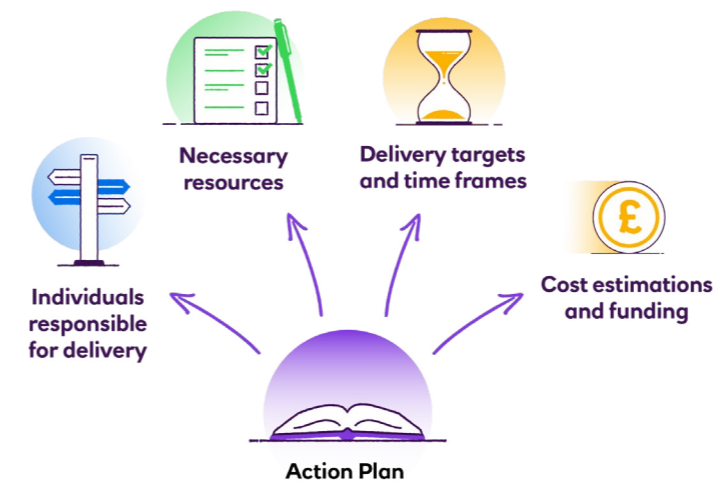 Individuals
responsible
for delivery
Necessary
resources
Delivery targets
and time frames
£
Cost estimations
and funding
Action Plan